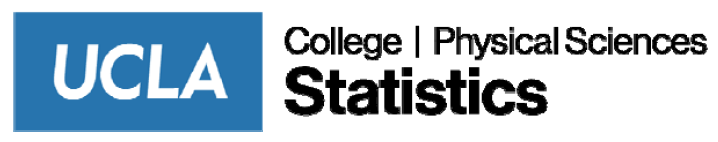 UCLA
College | Physical Sciences
Statistics